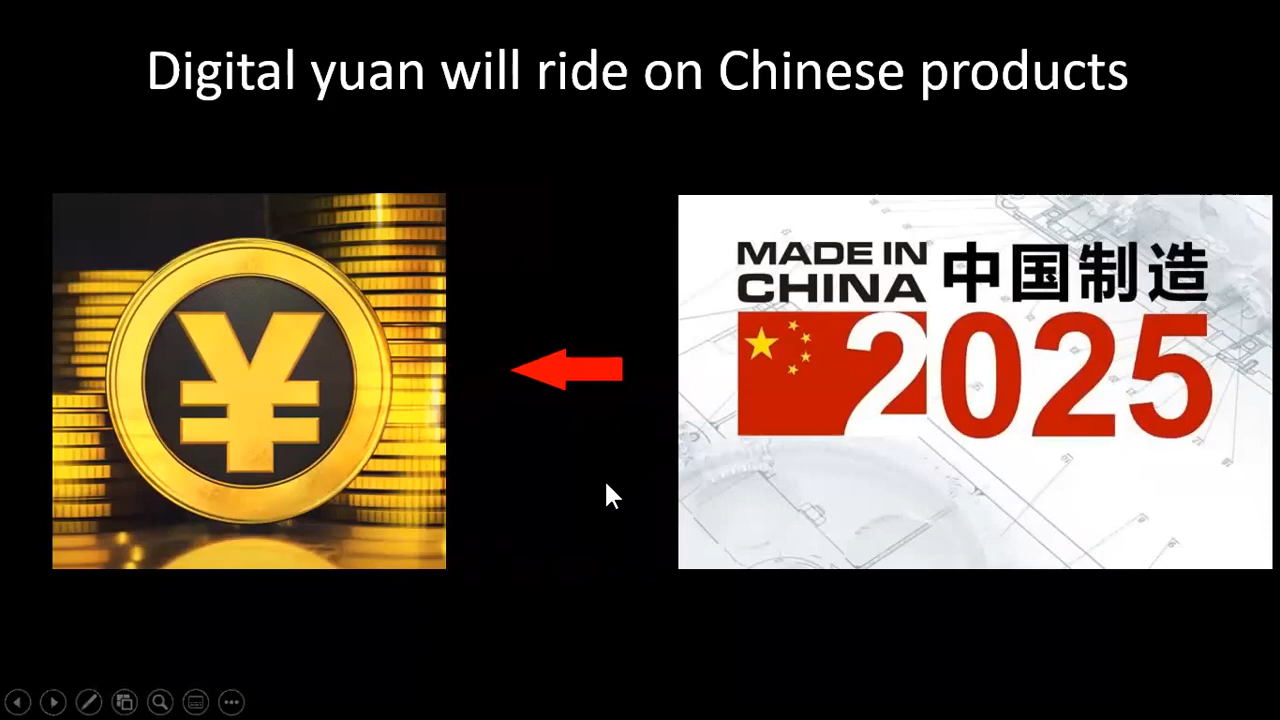 Digital yuan will ride on Chinese products
¥
MADE IN
CHINA
中国制造
2025